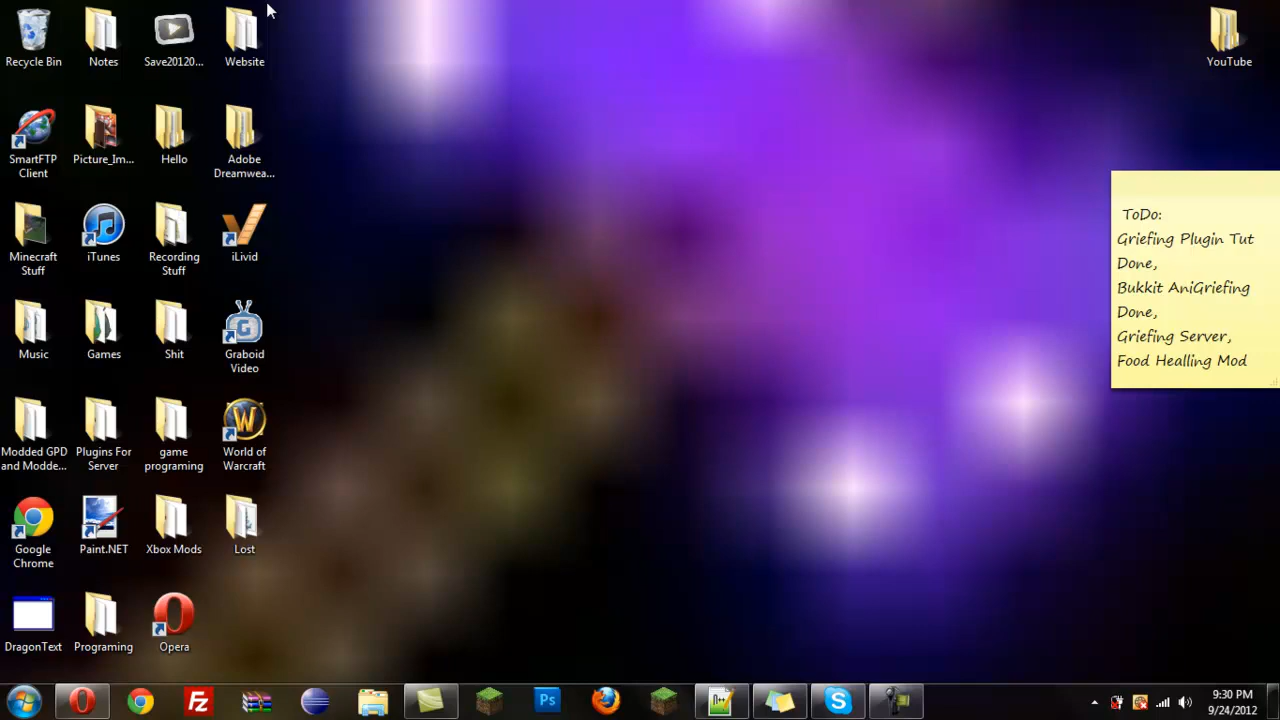 Recycle Bin
Notes
Save20120...
Website
YouTube
SmartFTP
Client
Picture_Im...
Hello
Adobe
Dreamwea...
Minecraft
Stuff
iTunes
Recording
Stuff
iLivid
ToDo:
Griefing Plugin Tut
Done,
Bukkit AniGriefing
Done,
Griefing Server,
Food Healling Mod
Music
Games
Shit
G
Graboid
Video
Modded GPD
and Modde...
Plugins For
Server
game
programing
W
World of
Warcraft
Google
Chrome
Paint.NET
Xbox Mods
Lost
DragonText
Programing
Opera
Fz
Ps
N++
S
9:30 PM
9/24/2012